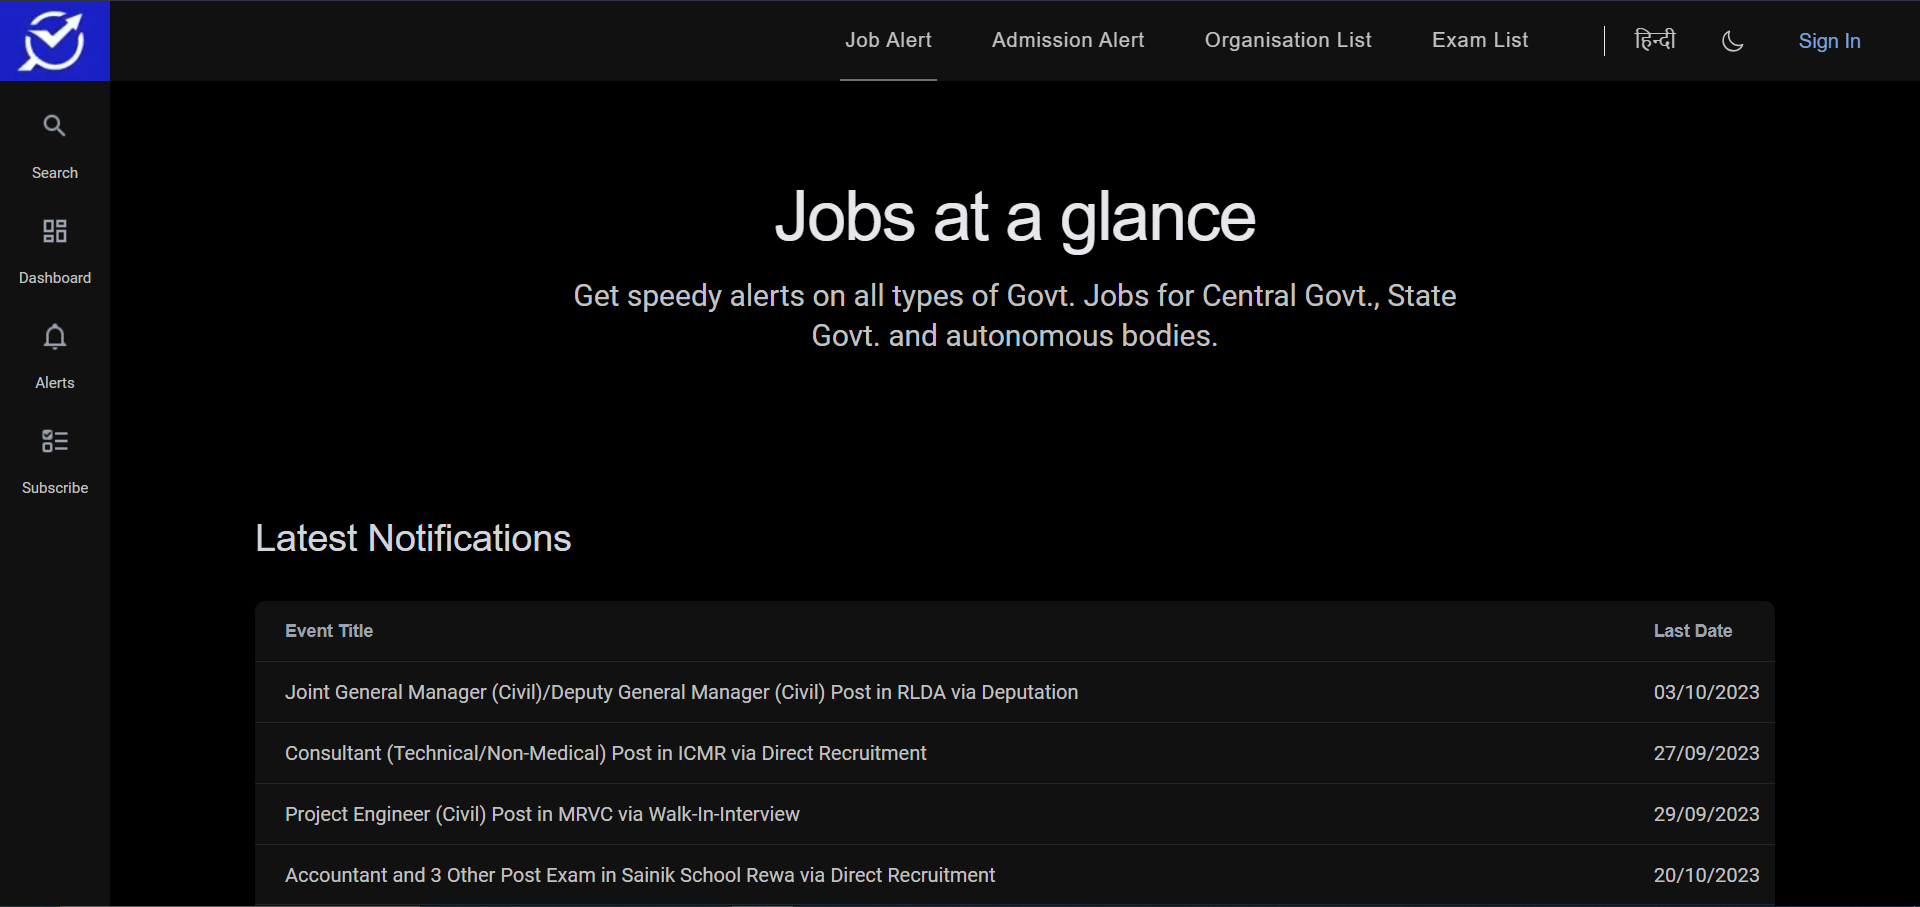 Job Alert
Admission Alert
Organisation List
Exam List
हिन्दी
Sign In
Search
Dashboard
Alerts
Subscribe
Jobs at a glance
Get speedy alerts on all types of Govt. Jobs for Central Govt., State
Govt. and autonomous bodies.
Latest Notifications
Event Title Last Date
Joint General Manager (Civil)/Deputy General Manager (Civil) Post in RLDA via Deputation 03/10/2023
Consultant (Technical/Non-Medical) Post in ICMR via Direct Recruitment 27/09/2023
Project Engineer (Civil) Post in MRVC via Walk-In-Interview 29/09/2023
Accountant and 3 Other Post Exam in Sainik School Rewa via Direct Recruitment 20/10/2023